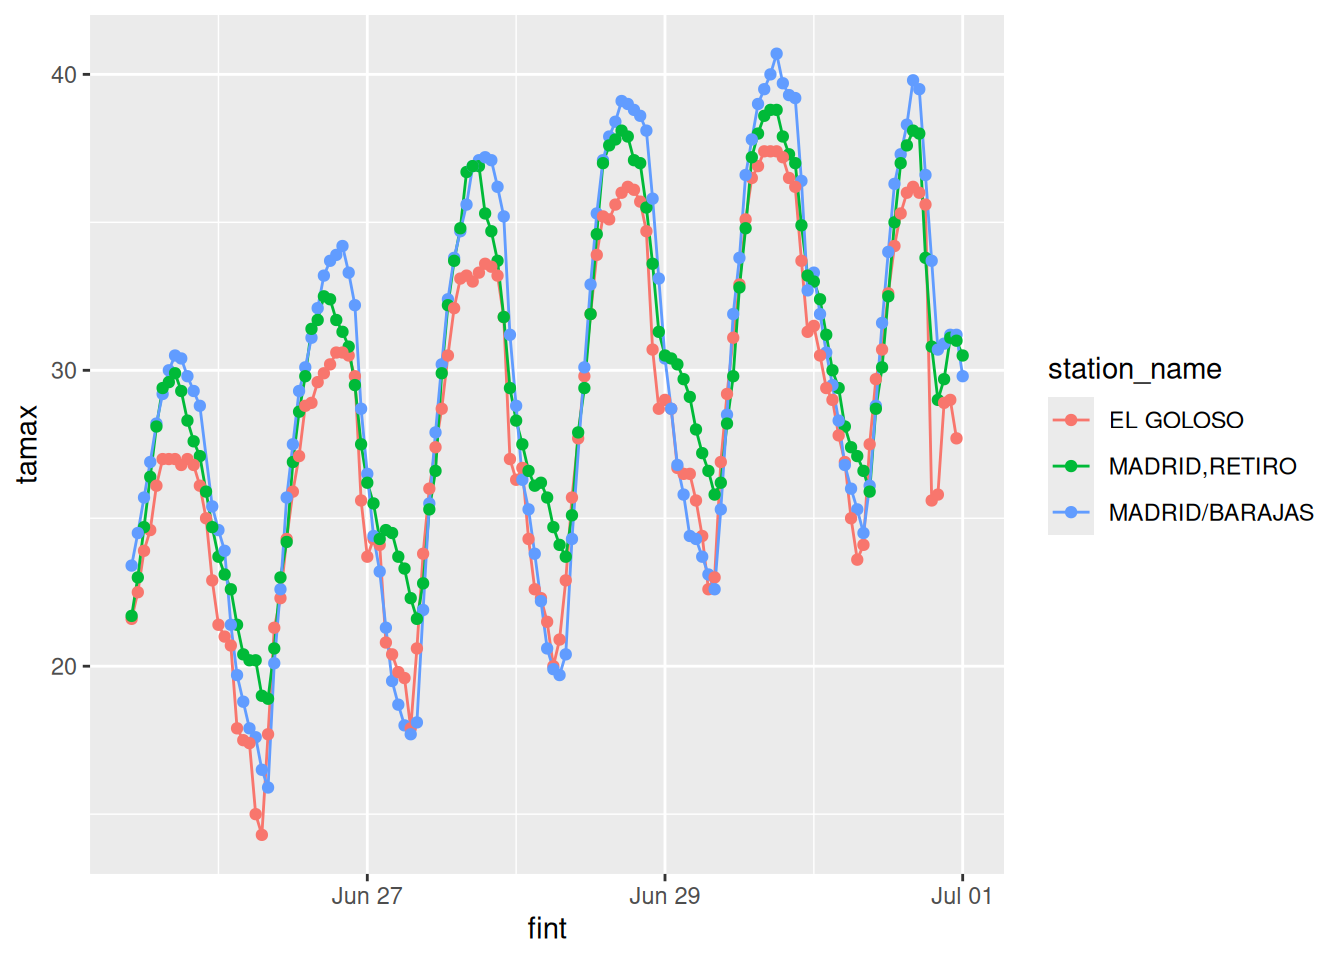 tamax
40
30
20
Jun 27
Jun 29
Jul 01
fint
station_name
EL GOLOSO
MADRID,RETIRO
MADRID/BARAJAS